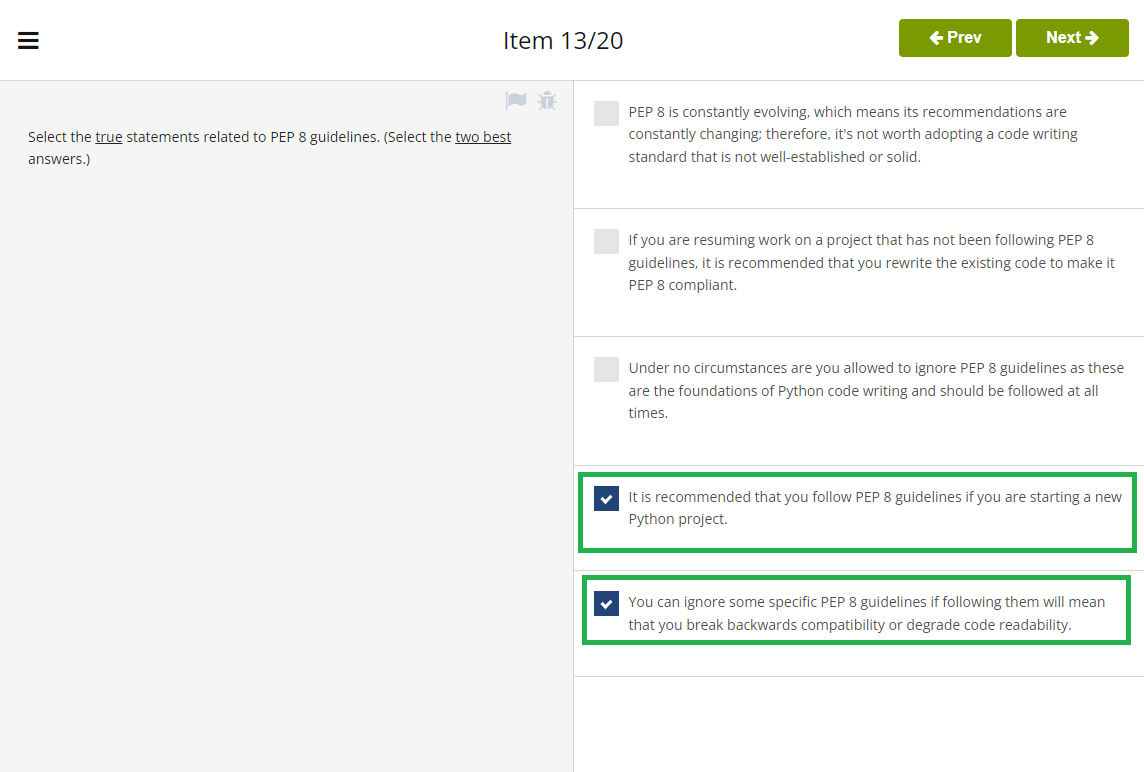 Item 13/20
Prev
Next
Select the true statements related to PEP 8 guidelines. (Select the two best
answers.)
PEP 8 is constantly evolving, which means its recommendations are
constantly changing; therefore, it's not worth adopting a code writing
standard that is not well-established or solid.
If you are resuming work on a project that has not been following PEP 8
guidelines, it is recommended that you rewrite the existing code to make it
PEP 8 compliant.
Under no circumstances are you allowed to ignore PEP 8 guidelines as these
are the foundations of Python code writing and should be followed at all
times.
It is recommended that you follow PEP 8 guidelines if you are starting a new
Python project.
You can ignore some specific PEP 8 guidelines if following them will mean
that you break backwards compatibility or degrade code readability.